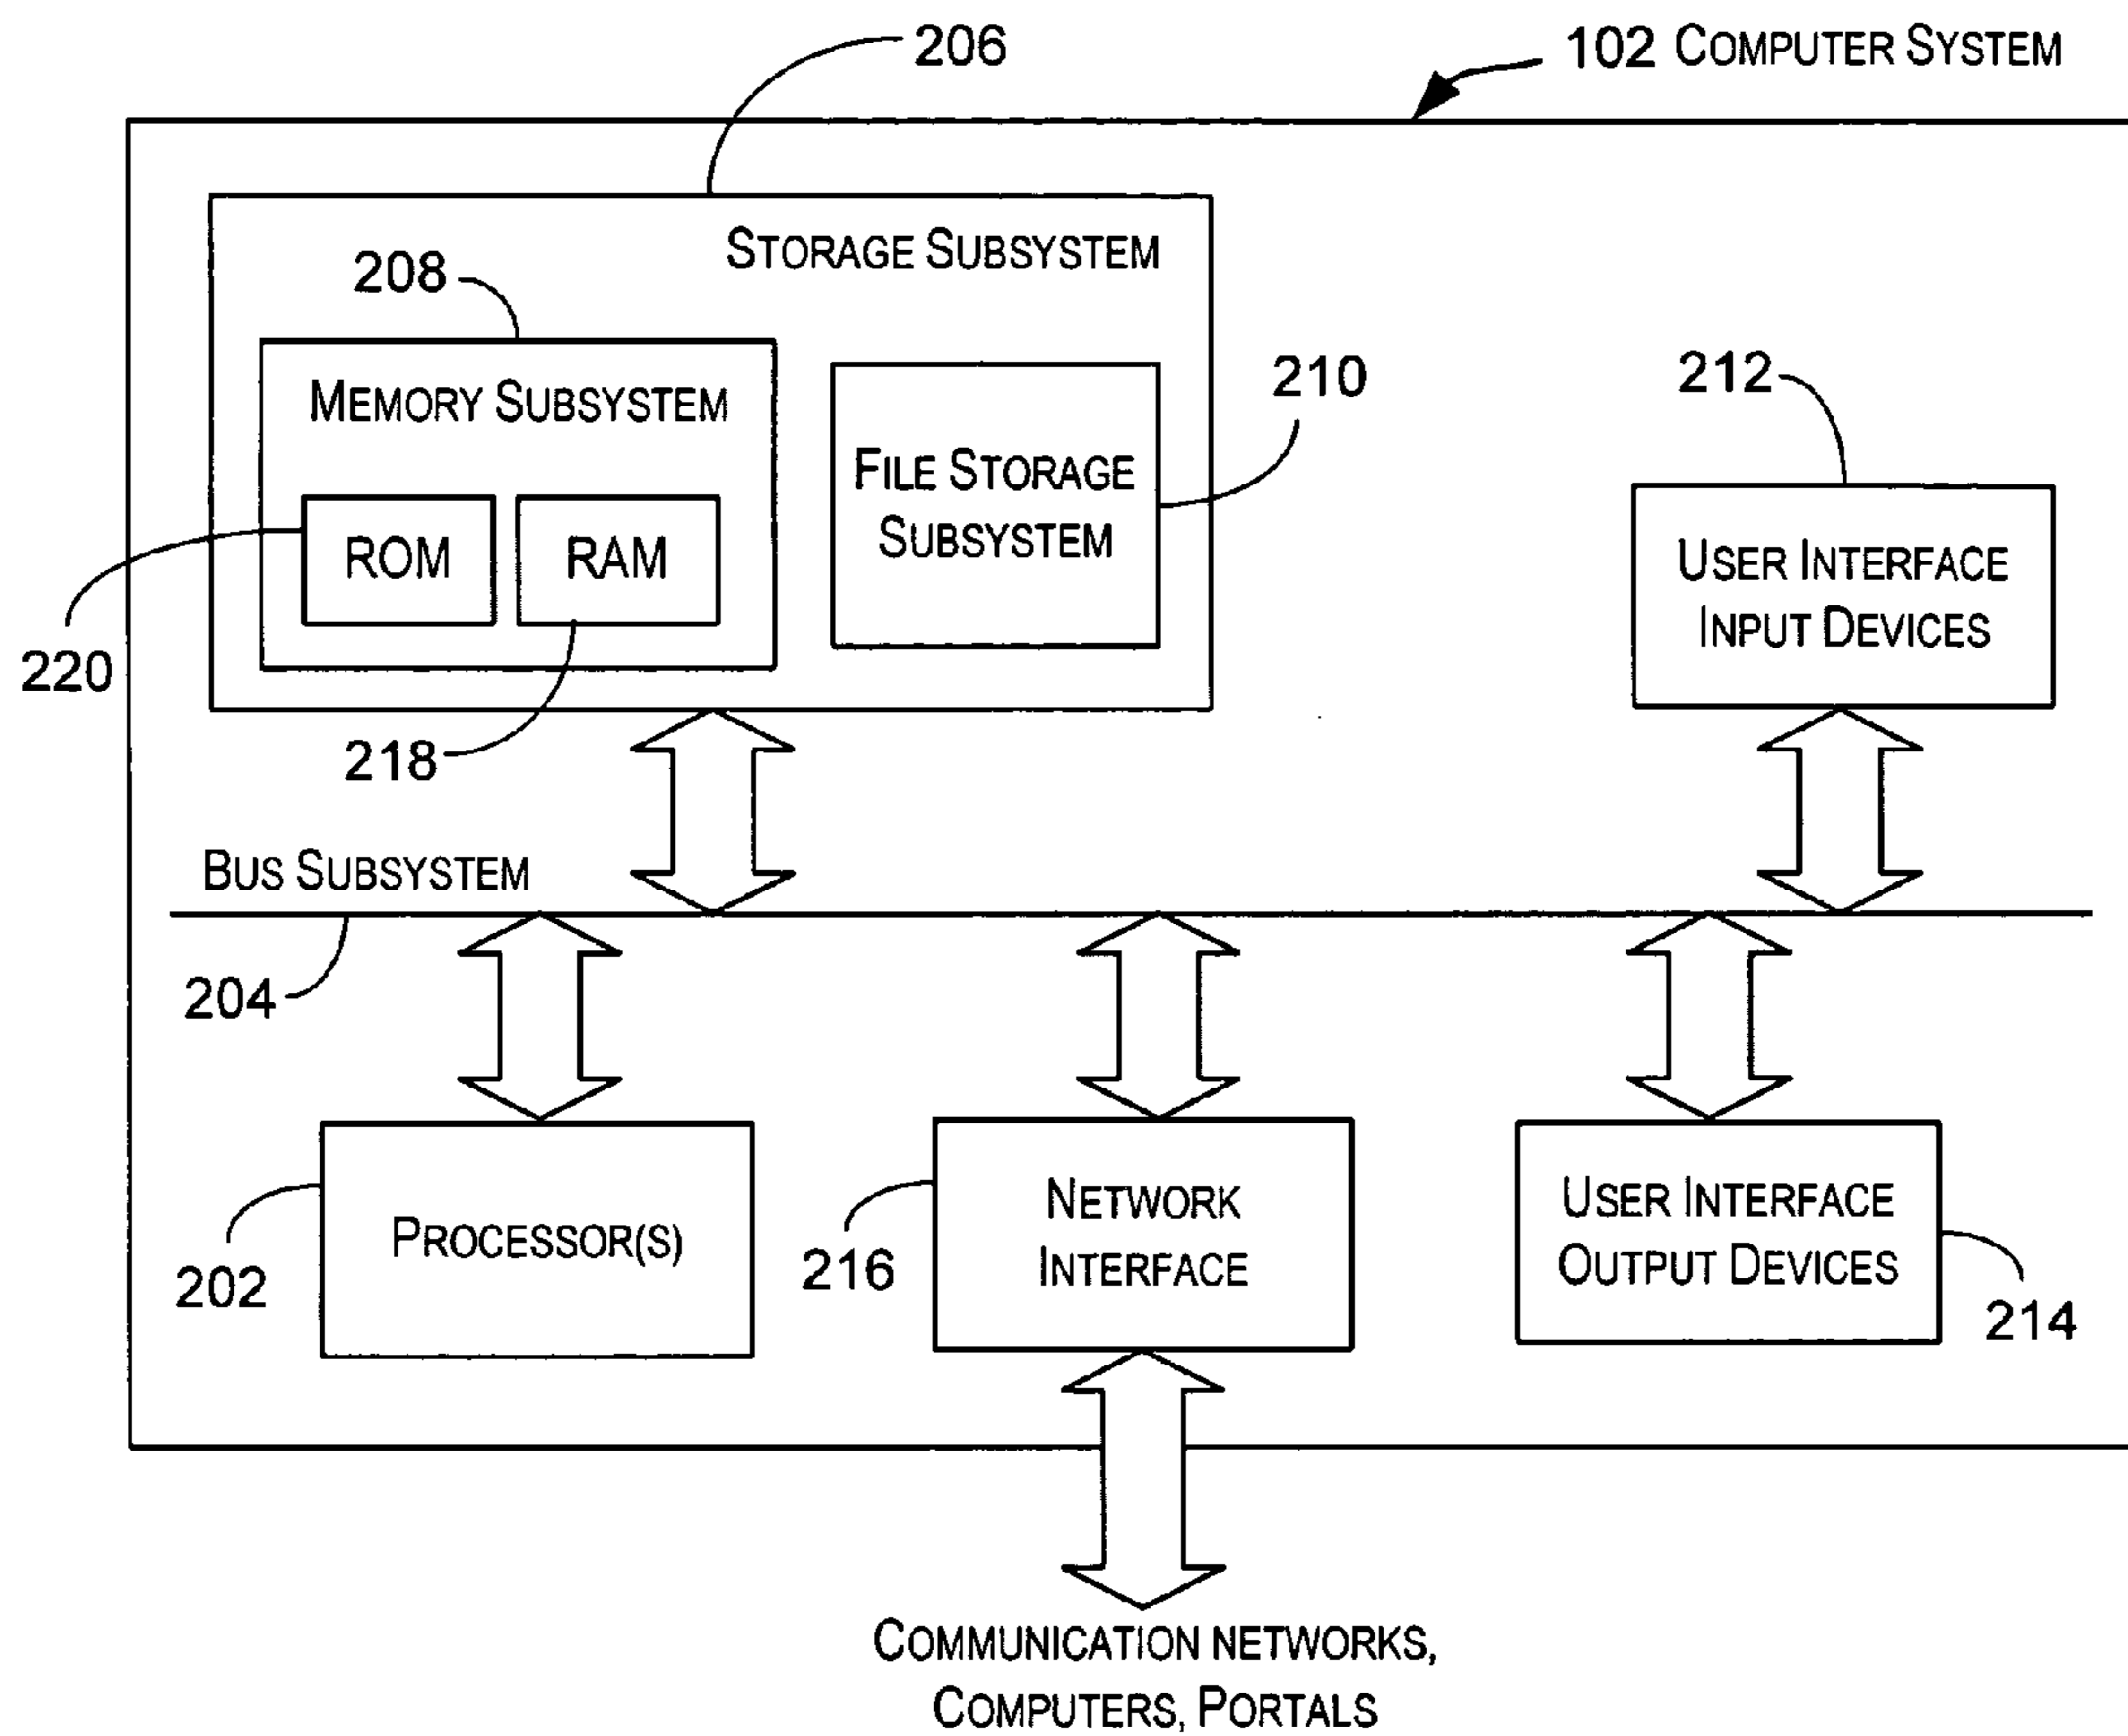 206
102 COMPUTER SYSTEM
STORAGE SUBSYSTEM
208
MEMORY SUBSYSTEM
210
212
FILE STORAGE
SUBSYSTEM
ROM
RAM
USER INTERFACE
INPUT DEVICES
220
218
BUS SUBSYSTEM
204
PROCESSOR(S)
202
NETWORK
INTERFACE
216
USER INTERFACE
OUTPUT DEVICES
214
COMMUNICATION NETWORKS,
COMPUTERS, PORTALS